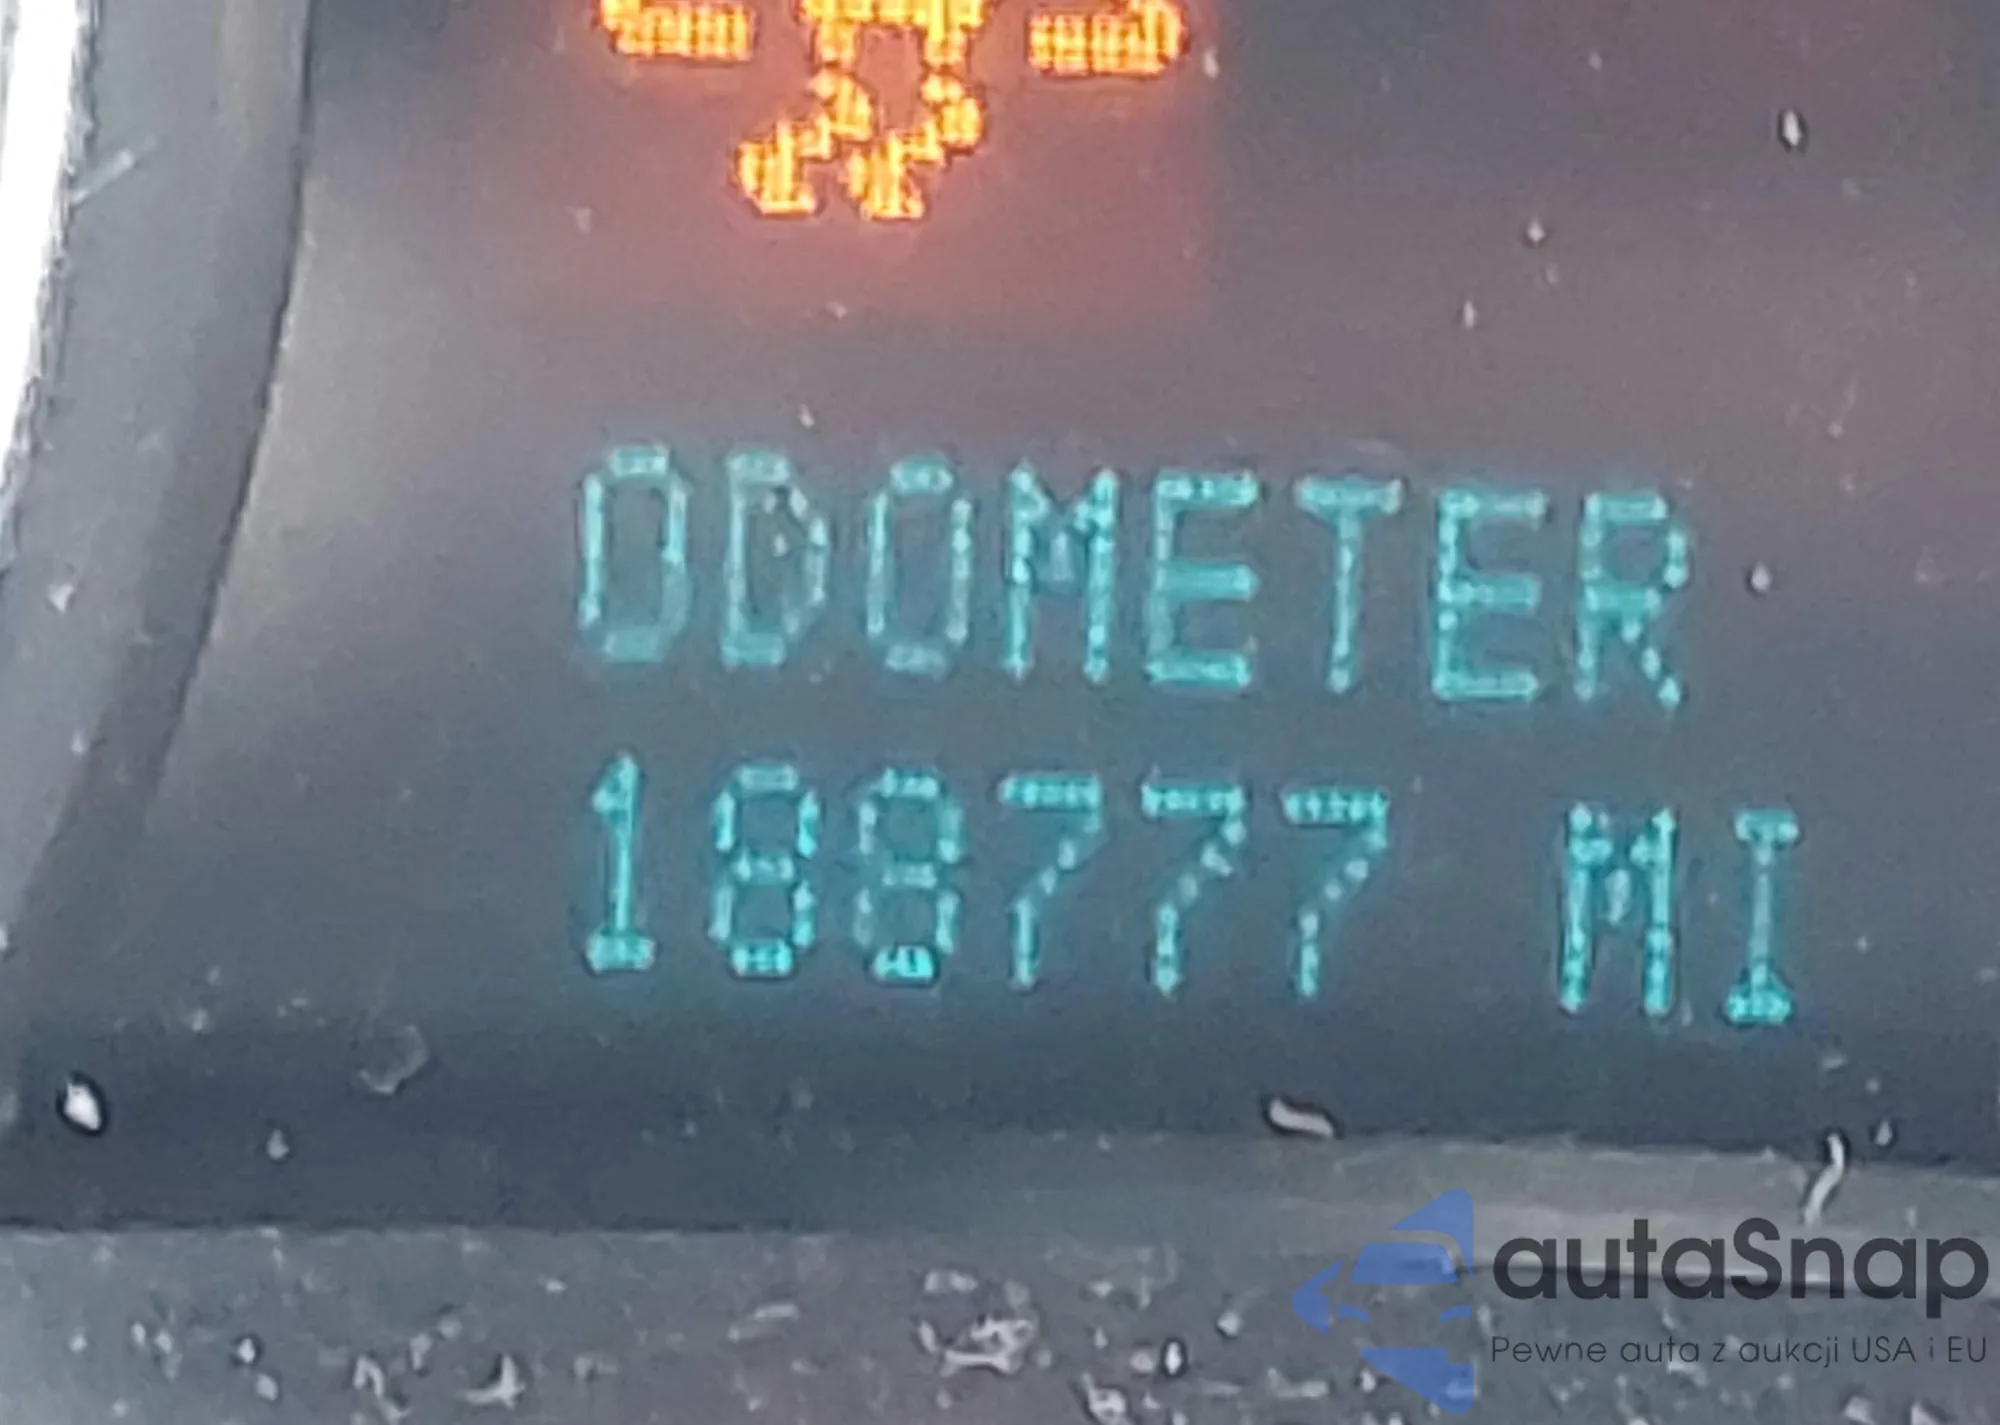 ODOMETER
188777 MI
autaSnap
Pewne auta z aukcji USA i EU